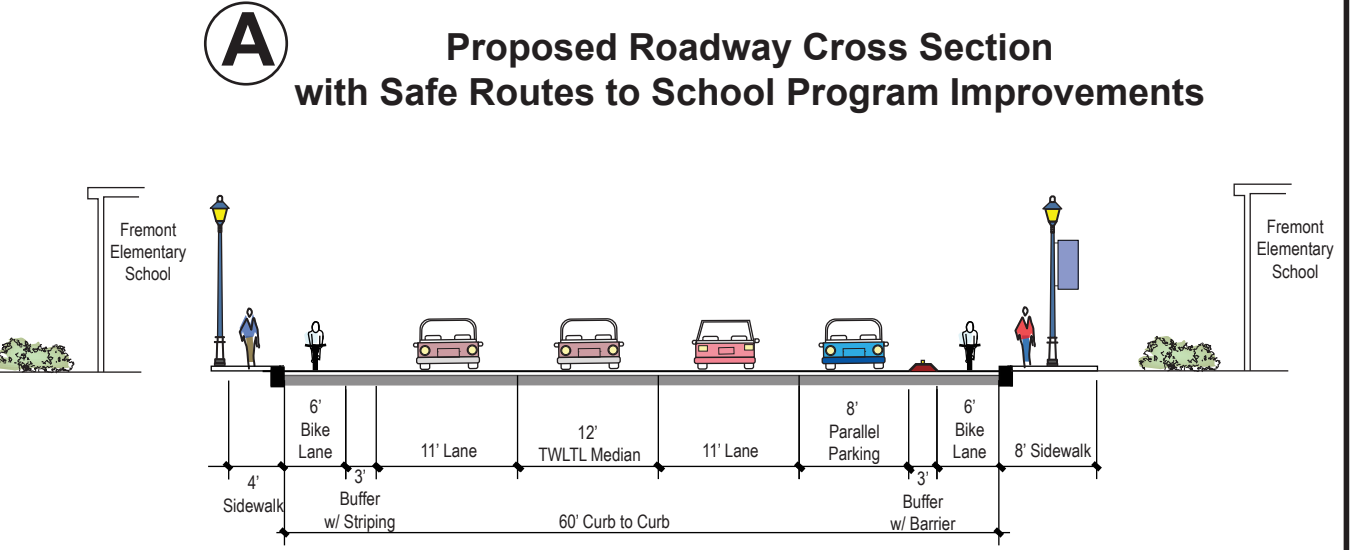 A
Proposed Roadway Cross Section
with Safe Routes to School Program Improvements
Fremont
Elementary
School
Fremont
Elementary
School
6’
Bike
Lane
11’ Lane
12’
TWLTL Median
11’ Lane
8’
Parallel
Parking
6’
Bike
Lane
8’ Sidewalk
4’
Sidewalk
3’
Buffer
w/ Striping
60’ Curb to Curb
3’
Buffer
w/ Barrier